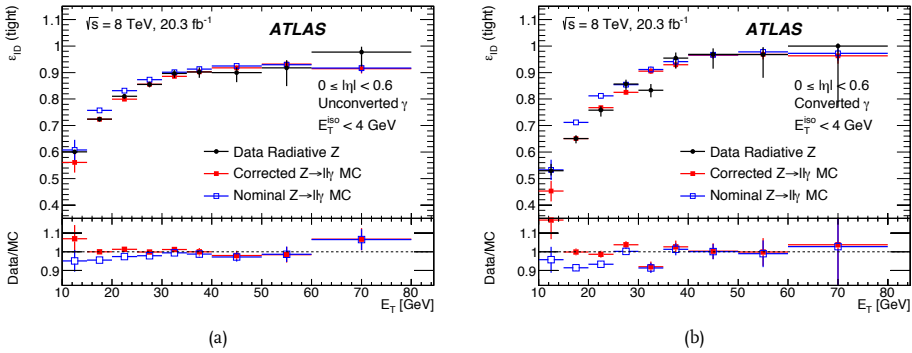 √s = 8 TeV, 20.3 fb⁻¹
ATLAS
ε_ID (tight)
1.1
1
0.9
0.8
0.7
0.6
0.5
0.4
0 ≤ |η| < 0.6
Unconverted γ
E_T^iso < 4 GeV
Data Radiative Z
Corrected Z→llγ MC
Nominal Z→llγ MC
Data/MC
1.1
1
0.9
10 20 30 40 50 60 70 80
E_T [GeV]
(a)
√s = 8 TeV, 20.3 fb⁻¹
ATLAS
ε_ID (tight)
1.1
1
0.9
0.8
0.7
0.6
0.5
0.4
0 ≤ |η| < 0.6
Converted γ
E_T^iso < 4 GeV
Data Radiative Z
Corrected Z→llγ MC
Nominal Z→llγ MC
Data/MC
1.1
1
0.9
10 20 30 40 50 60 70 80
E_T [GeV]
(b)